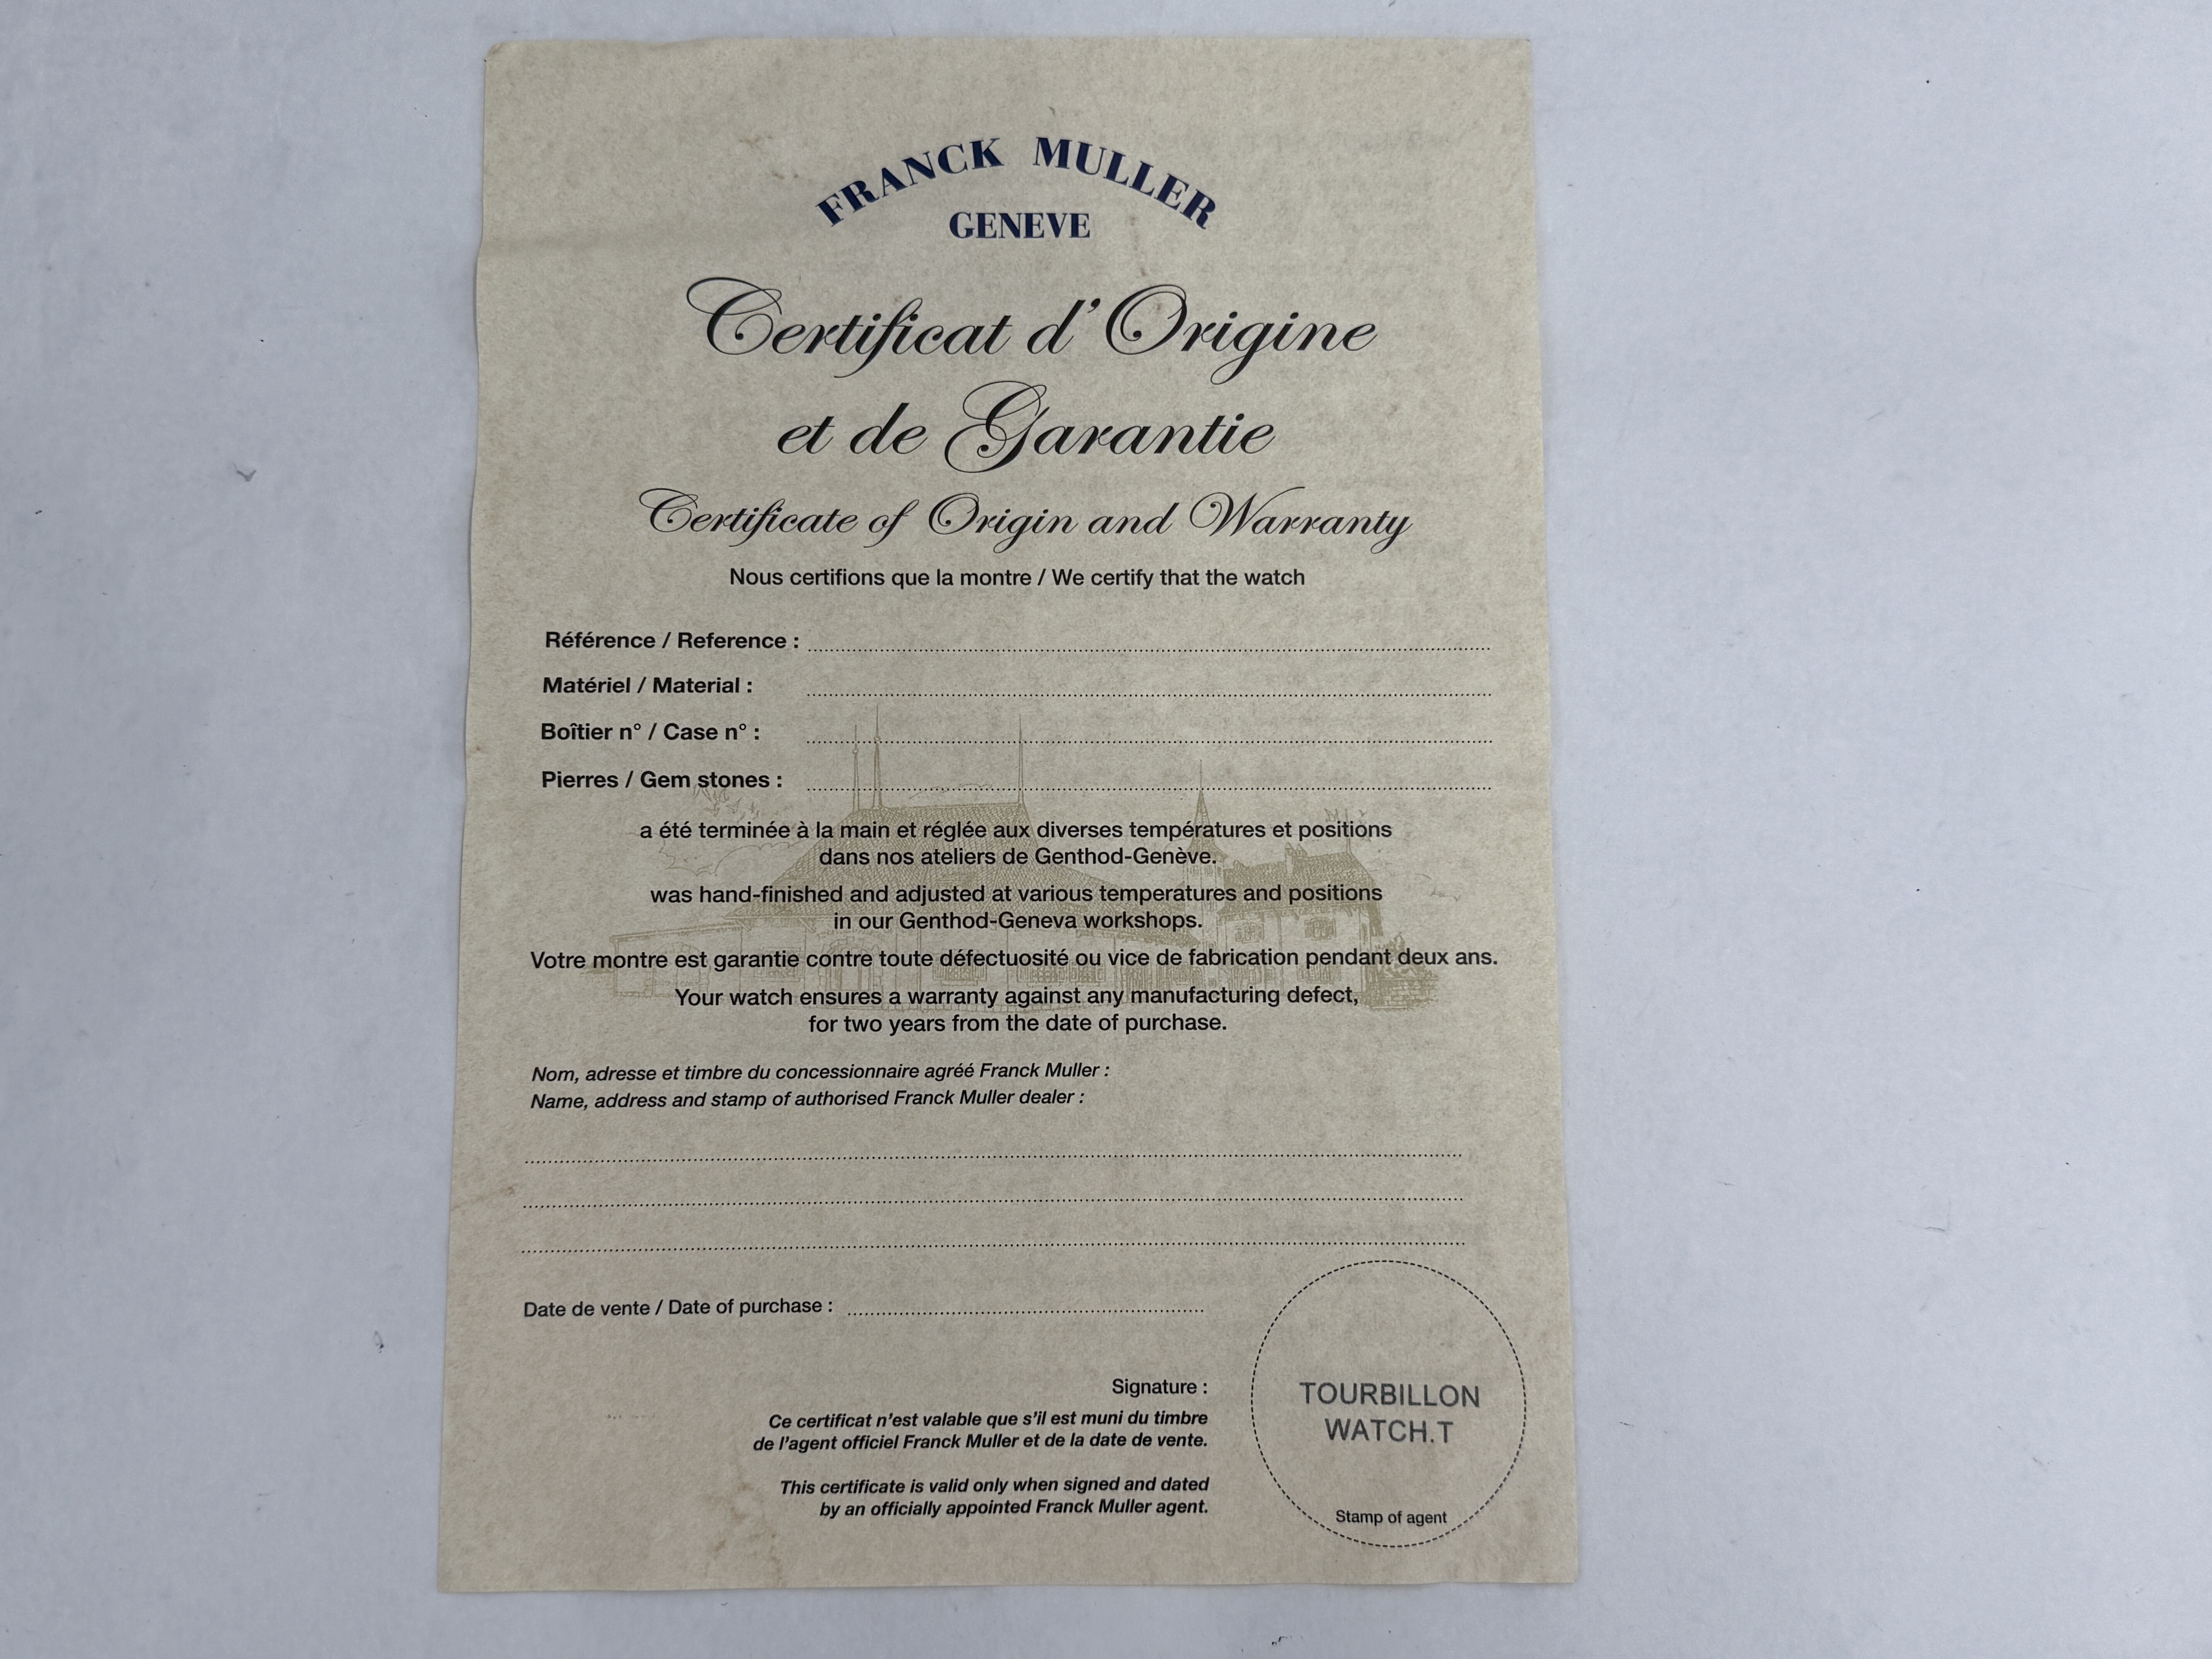 FRANCK MULLER
GENEVE
Certificat d'Origine
et de Garantie
Certificate of Origin and Warranty
Nous certifions que la montre / We certify that the watch
Référence / Reference :
Matériel / Material :
Boîtier n° / Case n° :
Pierres / Gem stones :
a été terminée à la main et réglée aux diverses températures et positions
dans nos ateliers de Genthod-Genève.
was hand-finished and adjusted at various temperatures and positions
in our Genthod-Geneva workshops.
Votre montre est garantie contre toute défectuosité ou vice de fabrication pendant deux ans.
Your watch ensures a warranty against any manufacturing defect,
for two years from the date of purchase.
Nom, adresse et timbre du concessionnaire agréé Franck Muller :
Name, address and stamp of authorised Franck Muller dealer :
Date de vente / Date of purchase :
Signature :
Ce certificat n'est valable que s'il est muni du timbre
de l'agent officiel Franck Muller et de la date de vente.
This certificate is valid only when signed and dated
by an officially appointed Franck Muller agent.
TOURBILLON
WATCH.T
Stamp of agent